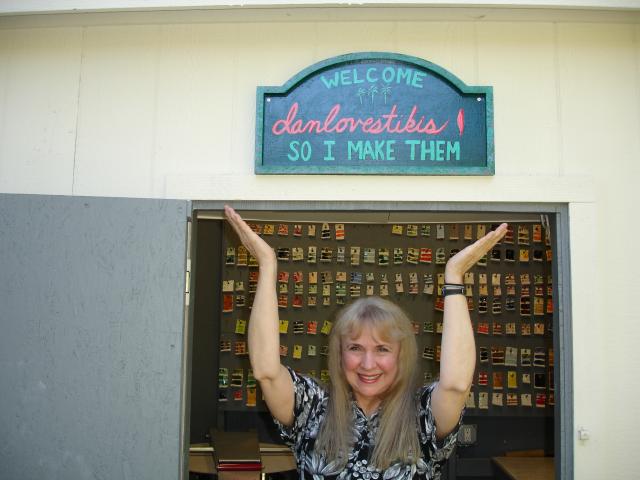 WELCOME
danlovestikis!
SO I MAKE THEM